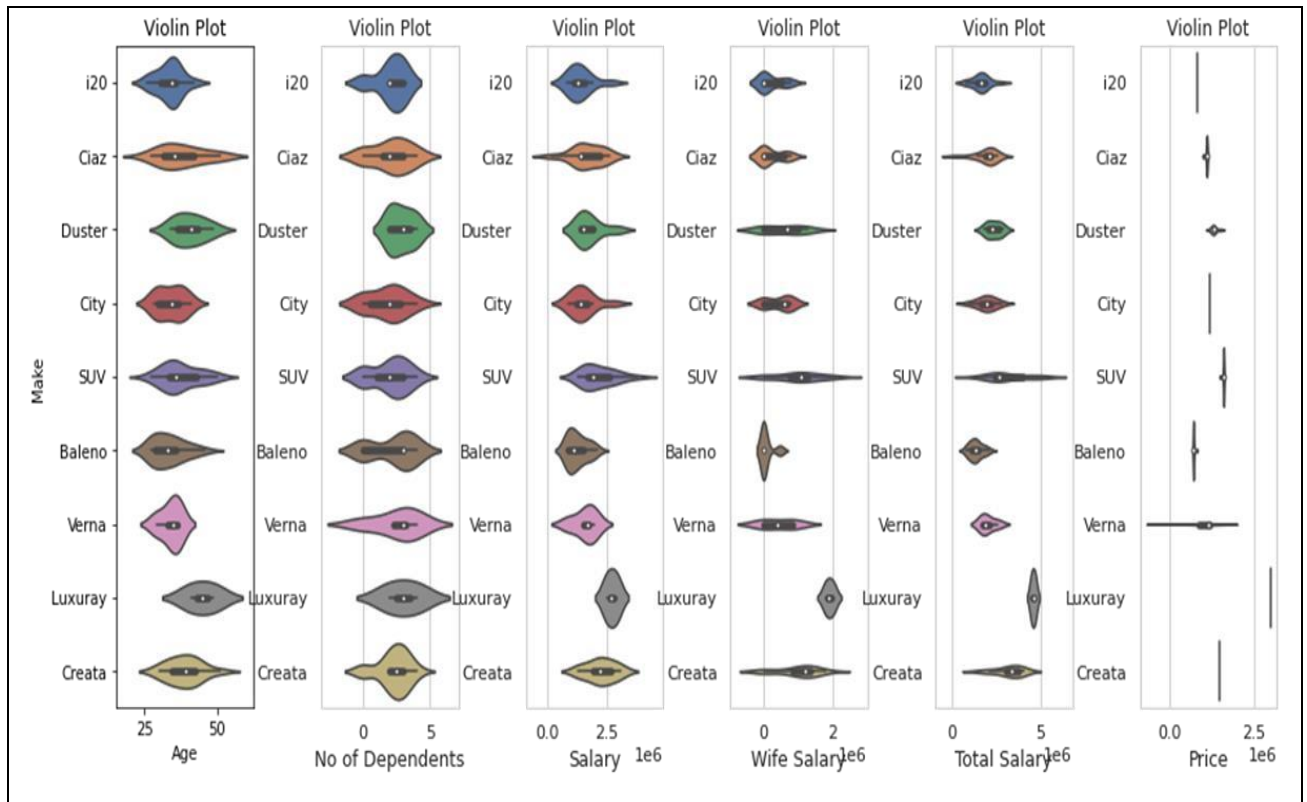 Violin Plot Violin Plot Violin Plot Violin Plot Violin Plot Violin Plot
i20 i20 i20 i20 i20 i20
Ciaz Ciaz Ciaz Ciaz Ciaz Ciaz
Duster Duster Duster Duster Duster Duster
City City City City City City
Make
SUV SUV SUV SUV SUV SUV
Baleno Baleno Baleno Baleno Baleno Baleno
Verna Verna Verna Verna Verna Verna
Luxuray Luxuray Luxuray Luxuray Luxuray Luxuray
Creata Creata Creata Creata Creata Creata
25 50 0 5 0.0 2.5 0 2 0 5 0.0 2.5
Age No of Dependents Salary 1e6 Wife Salary 1e6 Total Salary 1e6 Price 1e6